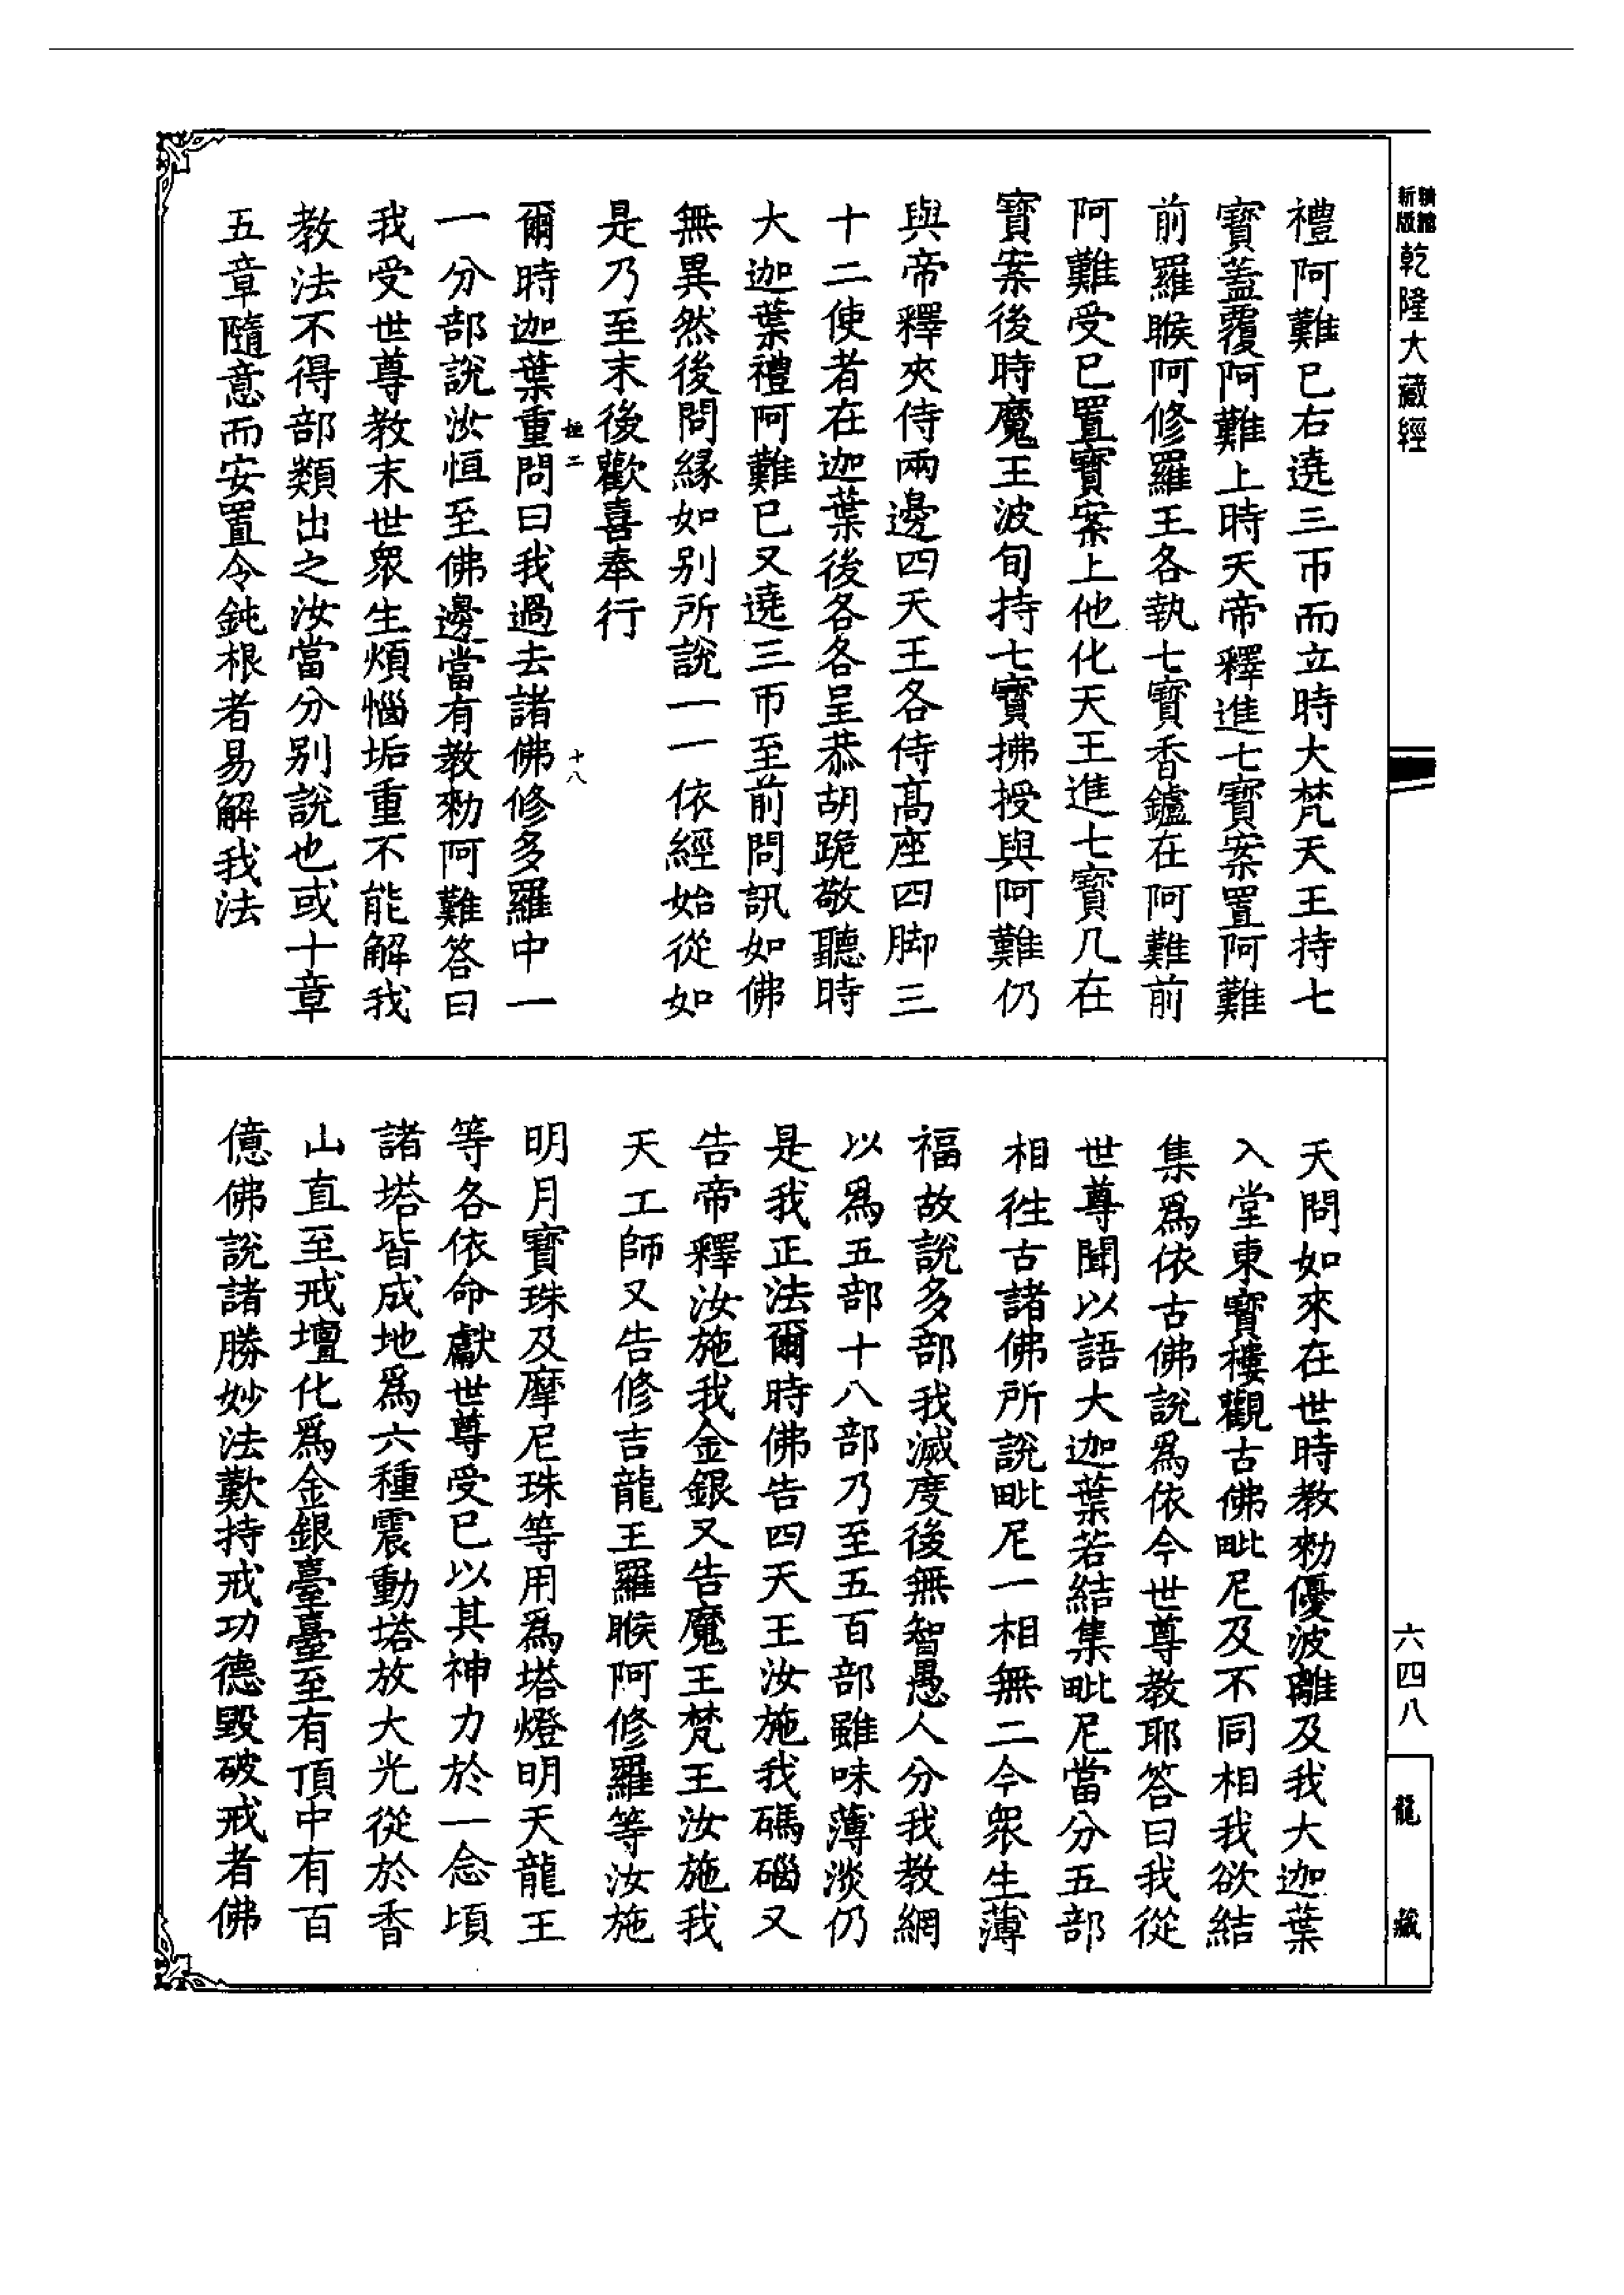 精縮
新版
乾隆大藏經
禮阿難已右遶三帀而立時大梵天王持七
寶蓋覆阿難上時天帝釋進七寶案置阿難
前羅睺阿修羅王各執七寶香鑪在阿難前
阿難受已置寶案上他化天王進七寶几在
寶案後時魔王波旬持七寶拂授與阿難仍
與帝釋夾侍兩邊四天王各侍高座四脚三
十二使者在迦葉後各各呈恭胡跪敬聽時
大迦葉禮阿難已又遶三帀至前問訊如佛
無異然後問緣如别所說一一依經始從如
是乃至末後歡喜奉行
十八
爾時迦葉重問曰我過去諸佛修多羅中一
一分部說汝恒至佛邊當有教勑阿難答曰
我受世尊教末世眾生煩惱垢重不能解我
教法不得部類出之汝當分别說也或十章
五章隨意而安置令鈍根者易解我法
天問如來在世時教勑優波離及我大迦葉
入堂東寶樓觀古佛毗尼及不同相我欲結
集爲依古佛說爲依今世尊教耶答曰我從
世尊聞以語大迦葉若結集毗尼當分五部
相徃古諸佛所說毗尼一相無二今眾生薄
福故說多部我滅度後無智愚人分我教網
以爲五部十八部乃至五百部雖味薄淡仍
是我正法爾時佛告四天王汝施我碼碯又
告帝釋汝施我金銀又告魔王梵王汝施我
天工師又告修吉龍王羅睺阿修羅等汝施
明月寶珠及摩尼珠等用爲塔燈明天龍王
等各依命獻世尊受已以其神力於一念頃
諸塔皆成地爲六種震動塔放大光從於香
山直至戒壇化爲金銀臺臺至有頂中有百
億佛說諸勝妙法歎持戒功德毀破戒者佛
六四八
龍藏